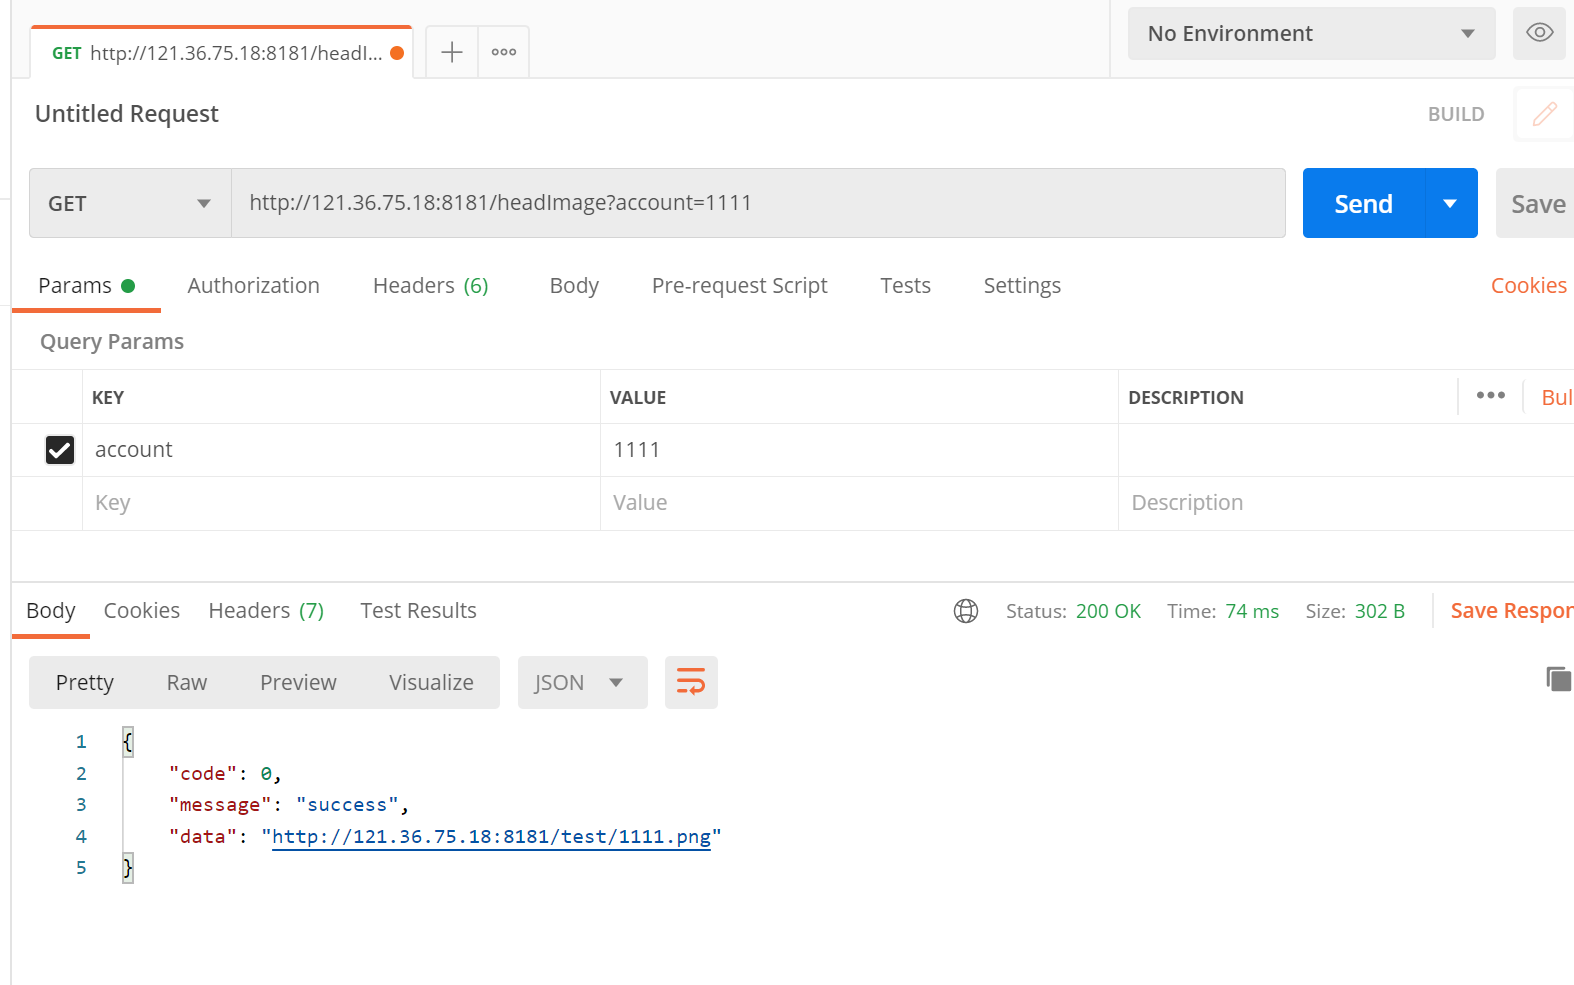 GET http://121.36.75.18:8181/headI...
No Environment
Untitled Request
BUILD
GET
http://121.36.75.18:8181/headImage?account=1111
Send
Save
Params
Authorization
Headers (6)
Body
Pre-request Script
Tests
Settings
Cookies
Query Params
KEY
VALUE
DESCRIPTION
Bul
account
1111
Key
Value
Description
Body
Cookies
Headers (7)
Test Results
Status: 200 OK
Time: 74 ms
Size: 302 B
Save Respon
Pretty
Raw
Preview
Visualize
JSON
1 {
2 "code": 0,
3 "message": "success",
4 "data": "http://121.36.75.18:8181/test/1111.png"
5 }